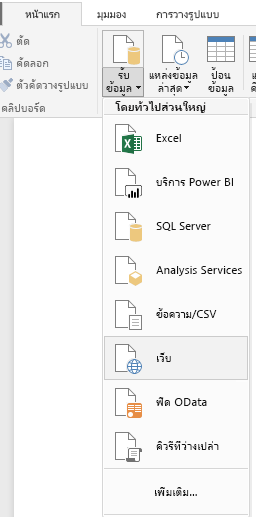 หน้าแรก มุมมอง การวางรูปแบบ
ตัด
คัดลอก
ตัวคัดวางรูปแบบ
คลิปบอร์ด
รับ
ข้อมูล
แหล่งข้อมูล
ล่าสุด
ป้อน
ข้อมูล
โดยทั่วไปส่วนใหญ่
Excel
บริการ Power BI
SQL Server
Analysis Services
ข้อความ/CSV
เว็บ
ฟีด OData
คิวรีที่ว่างเปล่า
เพิ่มเติม...